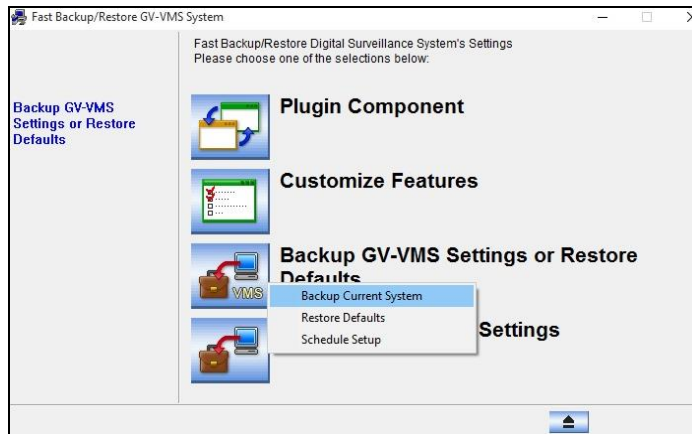 Fast Backup/Restore GV-VMS System
Fast Backup/Restore Digital Surveillance System's Settings
Please choose one of the selections below:
Backup GV-VMS
Settings or Restore
Defaults
Plugin Component
Customize Features
Backup GV-VMS Settings or Restore
Defaults
VMS
Backup Current System
Restore Defaults
Schedule Setup
Settings